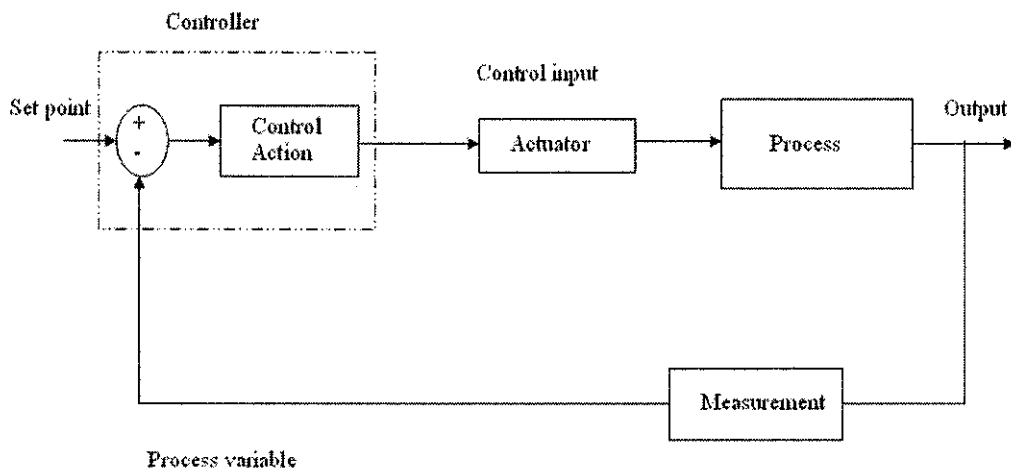 Controller
Control input
Set point
+
-
Control
Action
Actuator
Process
Output
Measurement
Process variable